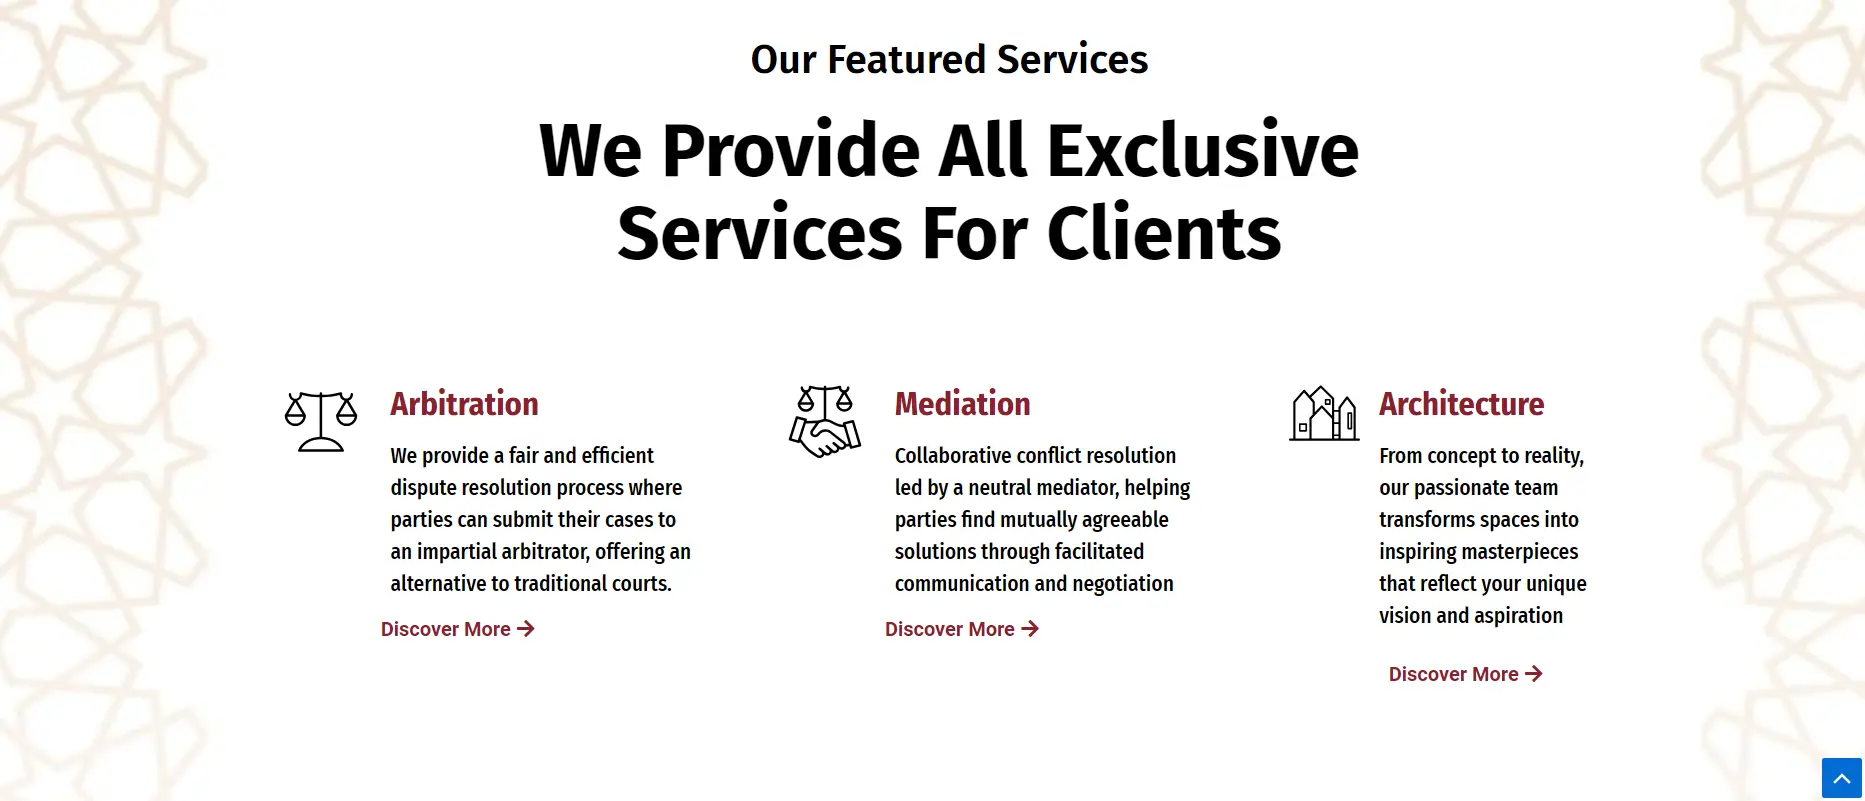 Our Featured Services
We Provide All Exclusive
Services For Clients
Arbitration
We provide a fair and efficient
dispute resolution process where
parties can submit their cases to
an impartial arbitrator, offering an
alternative to traditional courts.
Discover More
Mediation
Collaborative conflict resolution
led by a neutral mediator, helping
parties find mutually agreeable
solutions through facilitated
communication and negotiation
Discover More
Architecture
From concept to reality,
our passionate team
transforms spaces into
inspiring masterpieces
that reflect your unique
vision and aspiration
Discover More